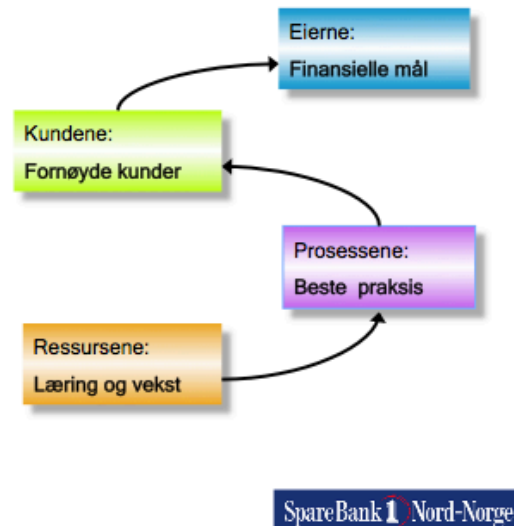 Eierne:
Finansielle mål
Kundene:
Fornøyde kunder
Prosessene:
Beste praksis
Ressursene:
Læring og vekst
SpareBank 1 Nord-Norge